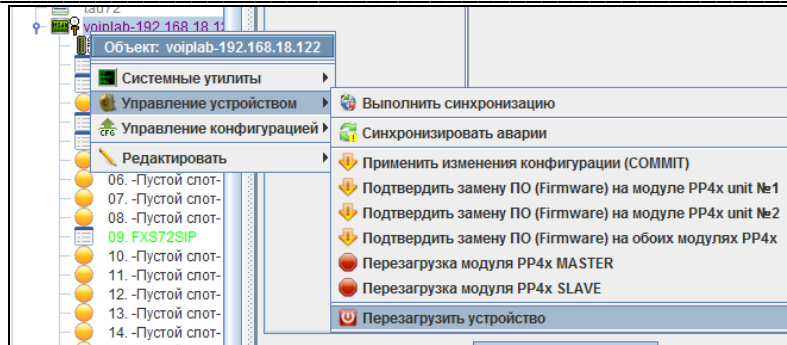 tau72
voiplab-192.168.18.1
Объект: voiplab-192.168.18.122
Системные утилиты
Управление устройством
Управление конфигурацией
Редактировать
Выполнить синхронизацию
Синхронизировать аварии
Применить изменения конфигурации (COMMIT)
Подтвердить замену ПО (Firmware) на модуле PP4x unit №1
Подтвердить замену ПО (Firmware) на модуле PP4x unit №2
Подтвердить замену ПО (Firmware) на обоих модулях PP4x
Перезагрузка модуля PP4x MASTER
Перезагрузка модуля PP4x SLAVE
Перезагрузить устройство
06. -Пустой слот-
07. -Пустой слот-
08. -Пустой слот-
09. FXS72SIP
10. -Пустой слот-
11. -Пустой слот-
12. -Пустой слот-
13. -Пустой слот-
14. -Пустой слот-